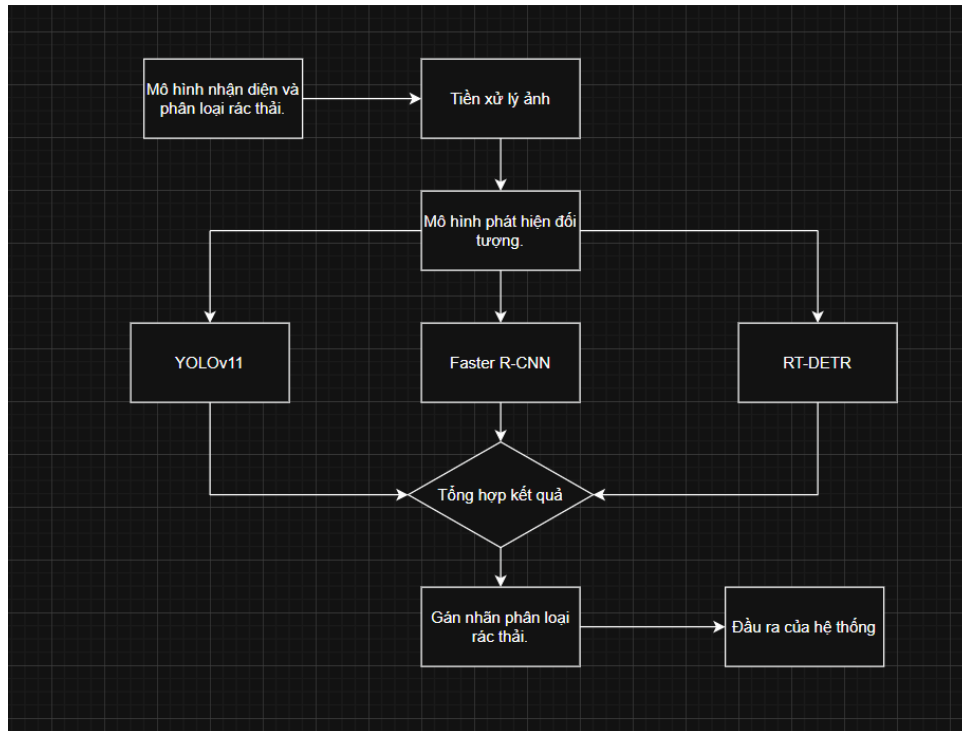 Mô hình nhận diện và
phân loại rác thải.
Tiền xử lý ảnh
Mô hình phát hiện đối
tượng.
YOLOv11
Faster R-CNN
RT-DETR
Tổng hợp kết quả
Gán nhãn phân loại
rác thải.
Đầu ra của hệ thống